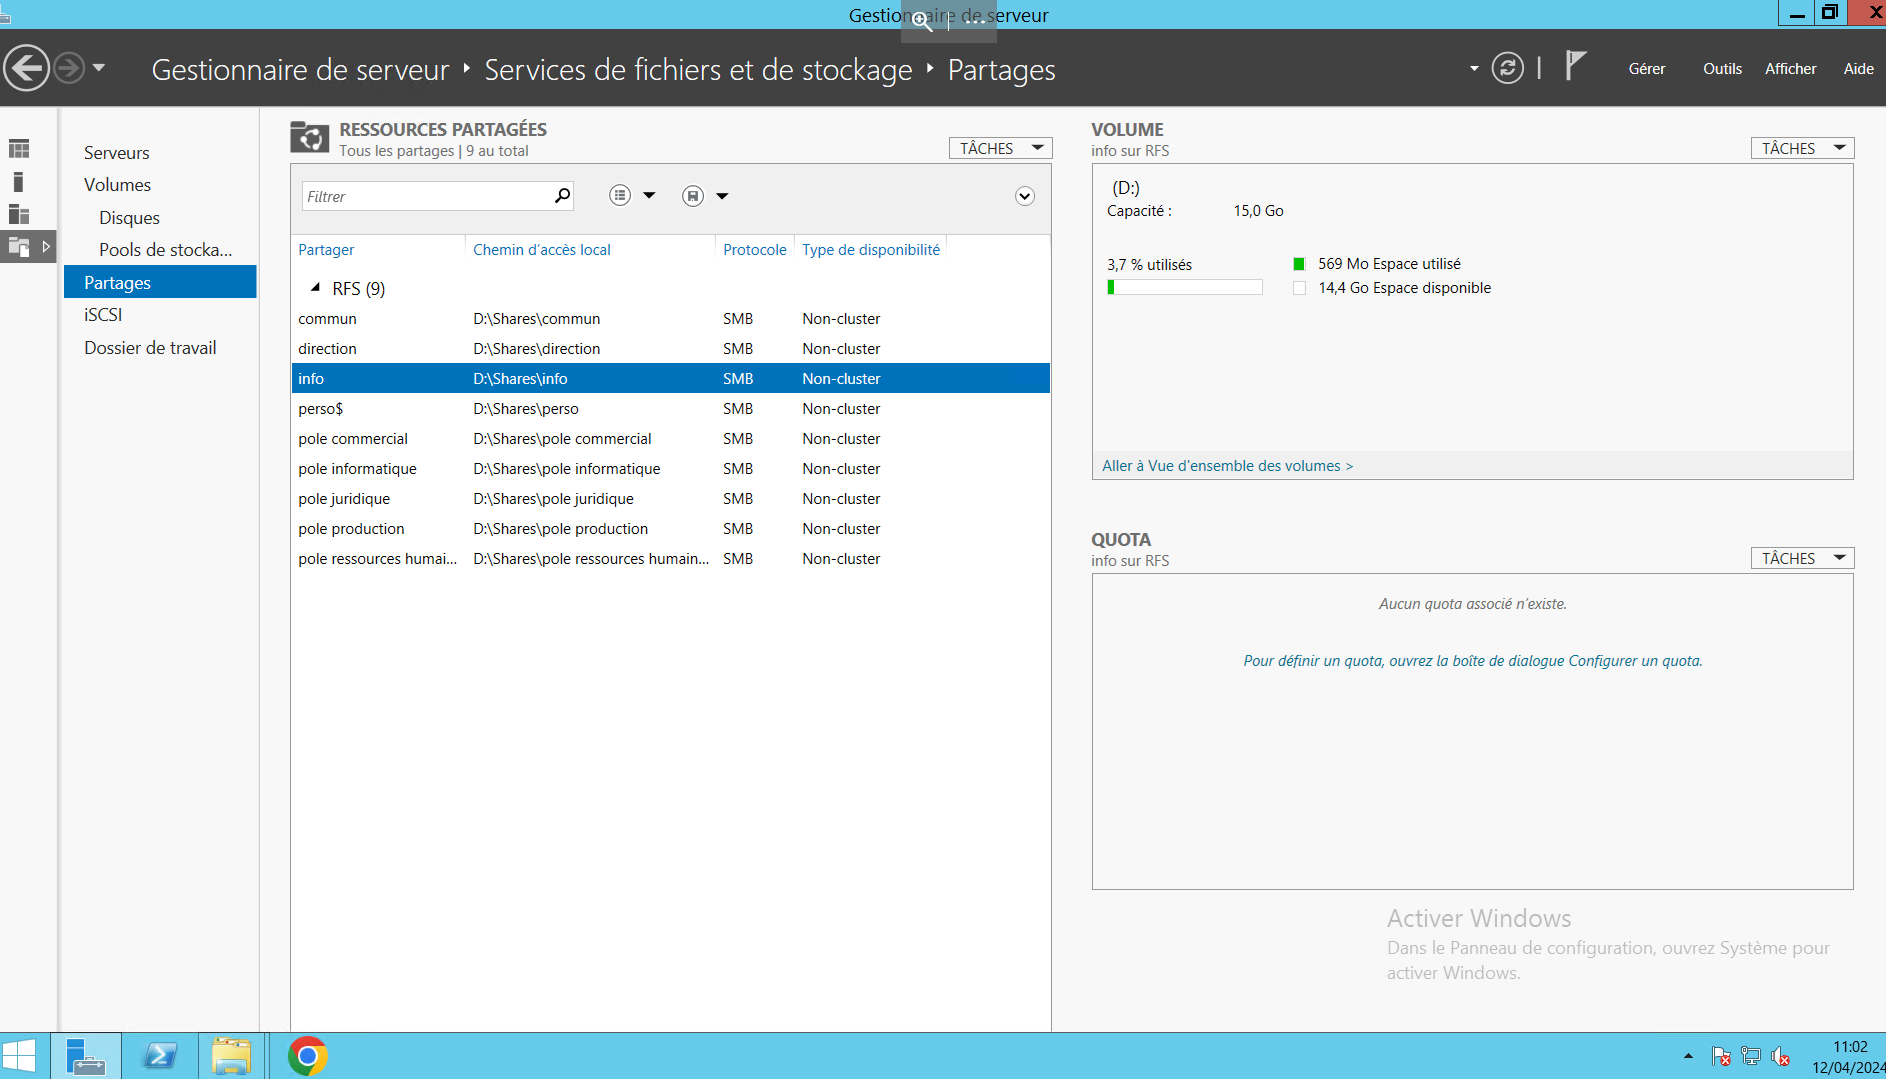 Gestionnaire de serveur
Gestionnaire de serveur ‣ Services de fichiers et de stockage ‣ Partages
Gérer Outils Afficher Aide
Serveurs
Volumes
Disques
Pools de stocka...
Partages
iSCSI
Dossier de travail
RESSOURCES PARTAGÉES
Tous les partages | 9 au total
TÂCHES
Filtrer
Partager Chemin d'accès local Protocole Type de disponibilité
RFS (9)
commun D:\Shares\commun SMB Non-cluster
direction D:\Shares\direction SMB Non-cluster
info D:\Shares\info SMB Non-cluster
perso$ D:\Shares\perso SMB Non-cluster
pole commercial D:\Shares\pole commercial SMB Non-cluster
pole informatique D:\Shares\pole informatique SMB Non-cluster
pole juridique D:\Shares\pole juridique SMB Non-cluster
pole production D:\Shares\pole production SMB Non-cluster
pole ressources humai... D:\Shares\pole ressources humain... SMB Non-cluster
VOLUME
info sur RFS
TÂCHES
(D:)
Capacité : 15,0 Go
3,7 % utilisés
569 Mo Espace utilisé
14,4 Go Espace disponible
Aller à Vue d'ensemble des volumes >
QUOTA
info sur RFS
TÂCHES
Aucun quota associé n'existe.
Pour définir un quota, ouvrez la boîte de dialogue Configurer un quota.
Activer Windows
Dans le Panneau de configuration, ouvrez Système pour
activer Windows.
11:02
12/04/2024